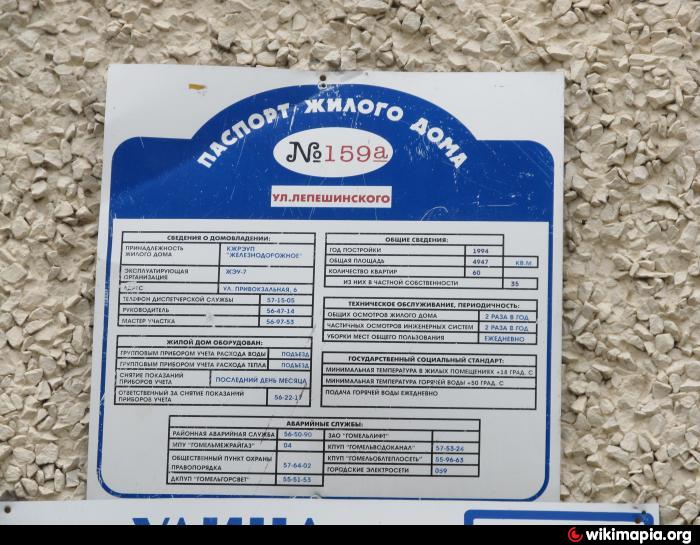 ПАСПОРТ ЖИЛОГО ДОМА
№159а
УЛ.ЛЕПЕШИНСКОГО
СВЕДЕНИЯ О ДОМОВЛАДЕНИИ:
ПРИНАДЛЕЖНОСТЬ ЖИЛОГО ДОМА КЖРЭУП "ЖЕЛЕЗНОДОРОЖНОЕ"
ЭКСПЛУАТИРУЮЩАЯ ОРГАНИЗАЦИЯ ЖЭУ-7
АДРЕС УЛ. ПРИВОКЗАЛЬНАЯ, 6
ТЕЛЕФОН ДИСПЕТЧЕРСКОЙ СЛУЖБЫ 57-15-05
РУКОВОДИТЕЛЬ 56-47-14
МАСТЕР УЧАСТКА 56-97-53
ЖИЛОЙ ДОМ ОБОРУДОВАН:
ГРУППОВЫМ ПРИБОРОМ УЧЕТА РАСХОДА ВОДЫ ПОДЪЕЗД
ГРУППОВЫМ ПРИБОРОМ УЧЕТА РАСХОДА ТЕПЛА ПОДЪЕЗД
СНЯТИЕ ПОКАЗАНИЙ ПРИБОРОВ УЧЕТА ПОСЛЕДНИЙ ДЕНЬ МЕСЯЦА
ОТВЕТСТВЕННЫЙ ЗА СНЯТИЕ ПОКАЗАНИЙ ПРИБОРОВ УЧЕТА 56-22-17
ОБЩИЕ СВЕДЕНИЯ:
ГОД ПОСТРОЙКИ 1994
ОБЩАЯ ПЛОЩАДЬ 4947 КВ.М
КОЛИЧЕСТВО КВАРТИР 60
ИЗ НИХ В ЧАСТНОЙ СОБСТВЕННОСТИ 35
ТЕХНИЧЕСКОЕ ОБСЛУЖИВАНИЕ, ПЕРИОДИЧНОСТЬ:
ОБЩИХ ОСМОТРОВ ЖИЛОГО ДОМА 2 РАЗА В ГОД
ЧАСТИЧНЫХ ОСМОТРОВ ИНЖЕНЕРНЫХ СИСТЕМ 2 РАЗА В ГОД
УБОРКИ МЕСТ ОБЩЕГО ПОЛЬЗОВАНИЯ ЕЖЕДНЕВНО
ГОСУДАРСТВЕННЫЙ СОЦИАЛЬНЫЙ СТАНДАРТ:
МИНИМАЛЬНАЯ ТЕМПЕРАТУРА В ЖИЛЫХ ПОМЕЩЕНИЯХ +18 ГРАД. С
МИНИМАЛЬНАЯ ТЕМПЕРАТУРА ГОРЯЧЕЙ ВОДЫ +50 ГРАД. С
ПОДАЧА ГОРЯЧЕЙ ВОДЫ ЕЖЕДНЕВНО
АВАРИЙНЫЕ СЛУЖБЫ:
РАЙОННАЯ АВАРИЙНАЯ СЛУЖБА 56-50-90
МПУ "ГОМЕЛЬМЕЖРАЙГАЗ" 04
ОБЩЕСТВЕННЫЙ ПУНКТ ОХРАНЫ ПРАВОПОРЯДКА 57-64-02
ДКПУП "ГОМЕЛЬГОРСВЕТ" 55-51-53
ЗАО "ГОМЕЛЬЛИФТ"
КПУП "ГОМЕЛЬВОДОКАНАЛ" 57-53-24
КПУП "ГОМЕЛЬОБЛТЕПЛОСЕТЬ" 55-96-63
ГОРОДСКИЕ ЭЛЕКТРОСЕТИ 059
УЛИЦА
wikimapia.org